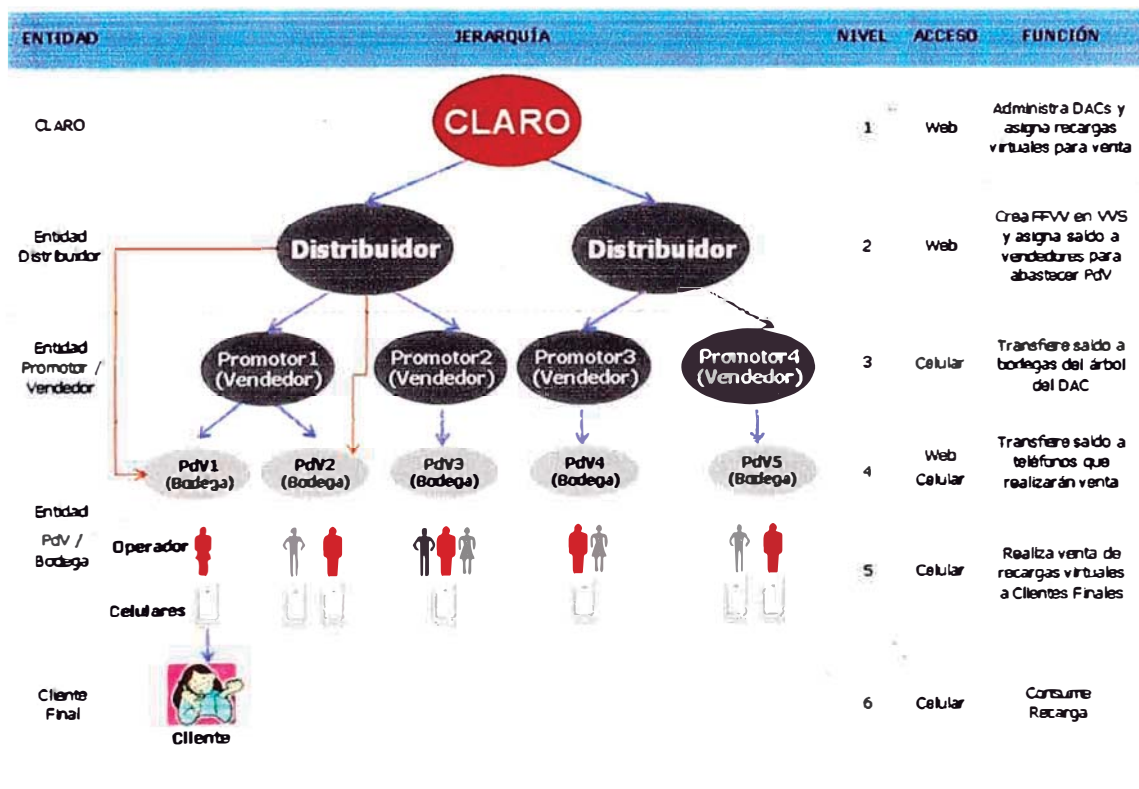 ENTIDAD JERARQUÍA NIVEL ACCESO FUNCIÓN
CLARO
CLARO
1
Web
Administra DACs y
asigna recargas
virtuales para venta
Entidad
Distribuidor
Distribuidor
Distribuidor
2
Web
Crea FFVV en VVS
y asigna saldo a
vendedores para
abastecer PdV
Entidad
Promotor /
Vendedor
Promotor1
(Vendedor)
Promotor2
(Vendedor)
Promotor3
(Vendedor)
Promotor4
(Vendedor)
3
Celular
Transfiere saldo a
bodegas del árbol
del DAC
PdV1
(Bodega)
PdV2
(Bodega)
PdV3
(Bodega)
PdV4
(Bodega)
PdV5
(Bodega)
4
Web
Celular
Transfiere saldo a
teléfonos que
realizarán venta
Entidad
PdV /
Bodega
Operador
Celulares
5
Celular
Realiza venta de
recargas virtuales
a Clientes Finales
Cliente
Final
Cliente
6
Celular
Consume
Recarga